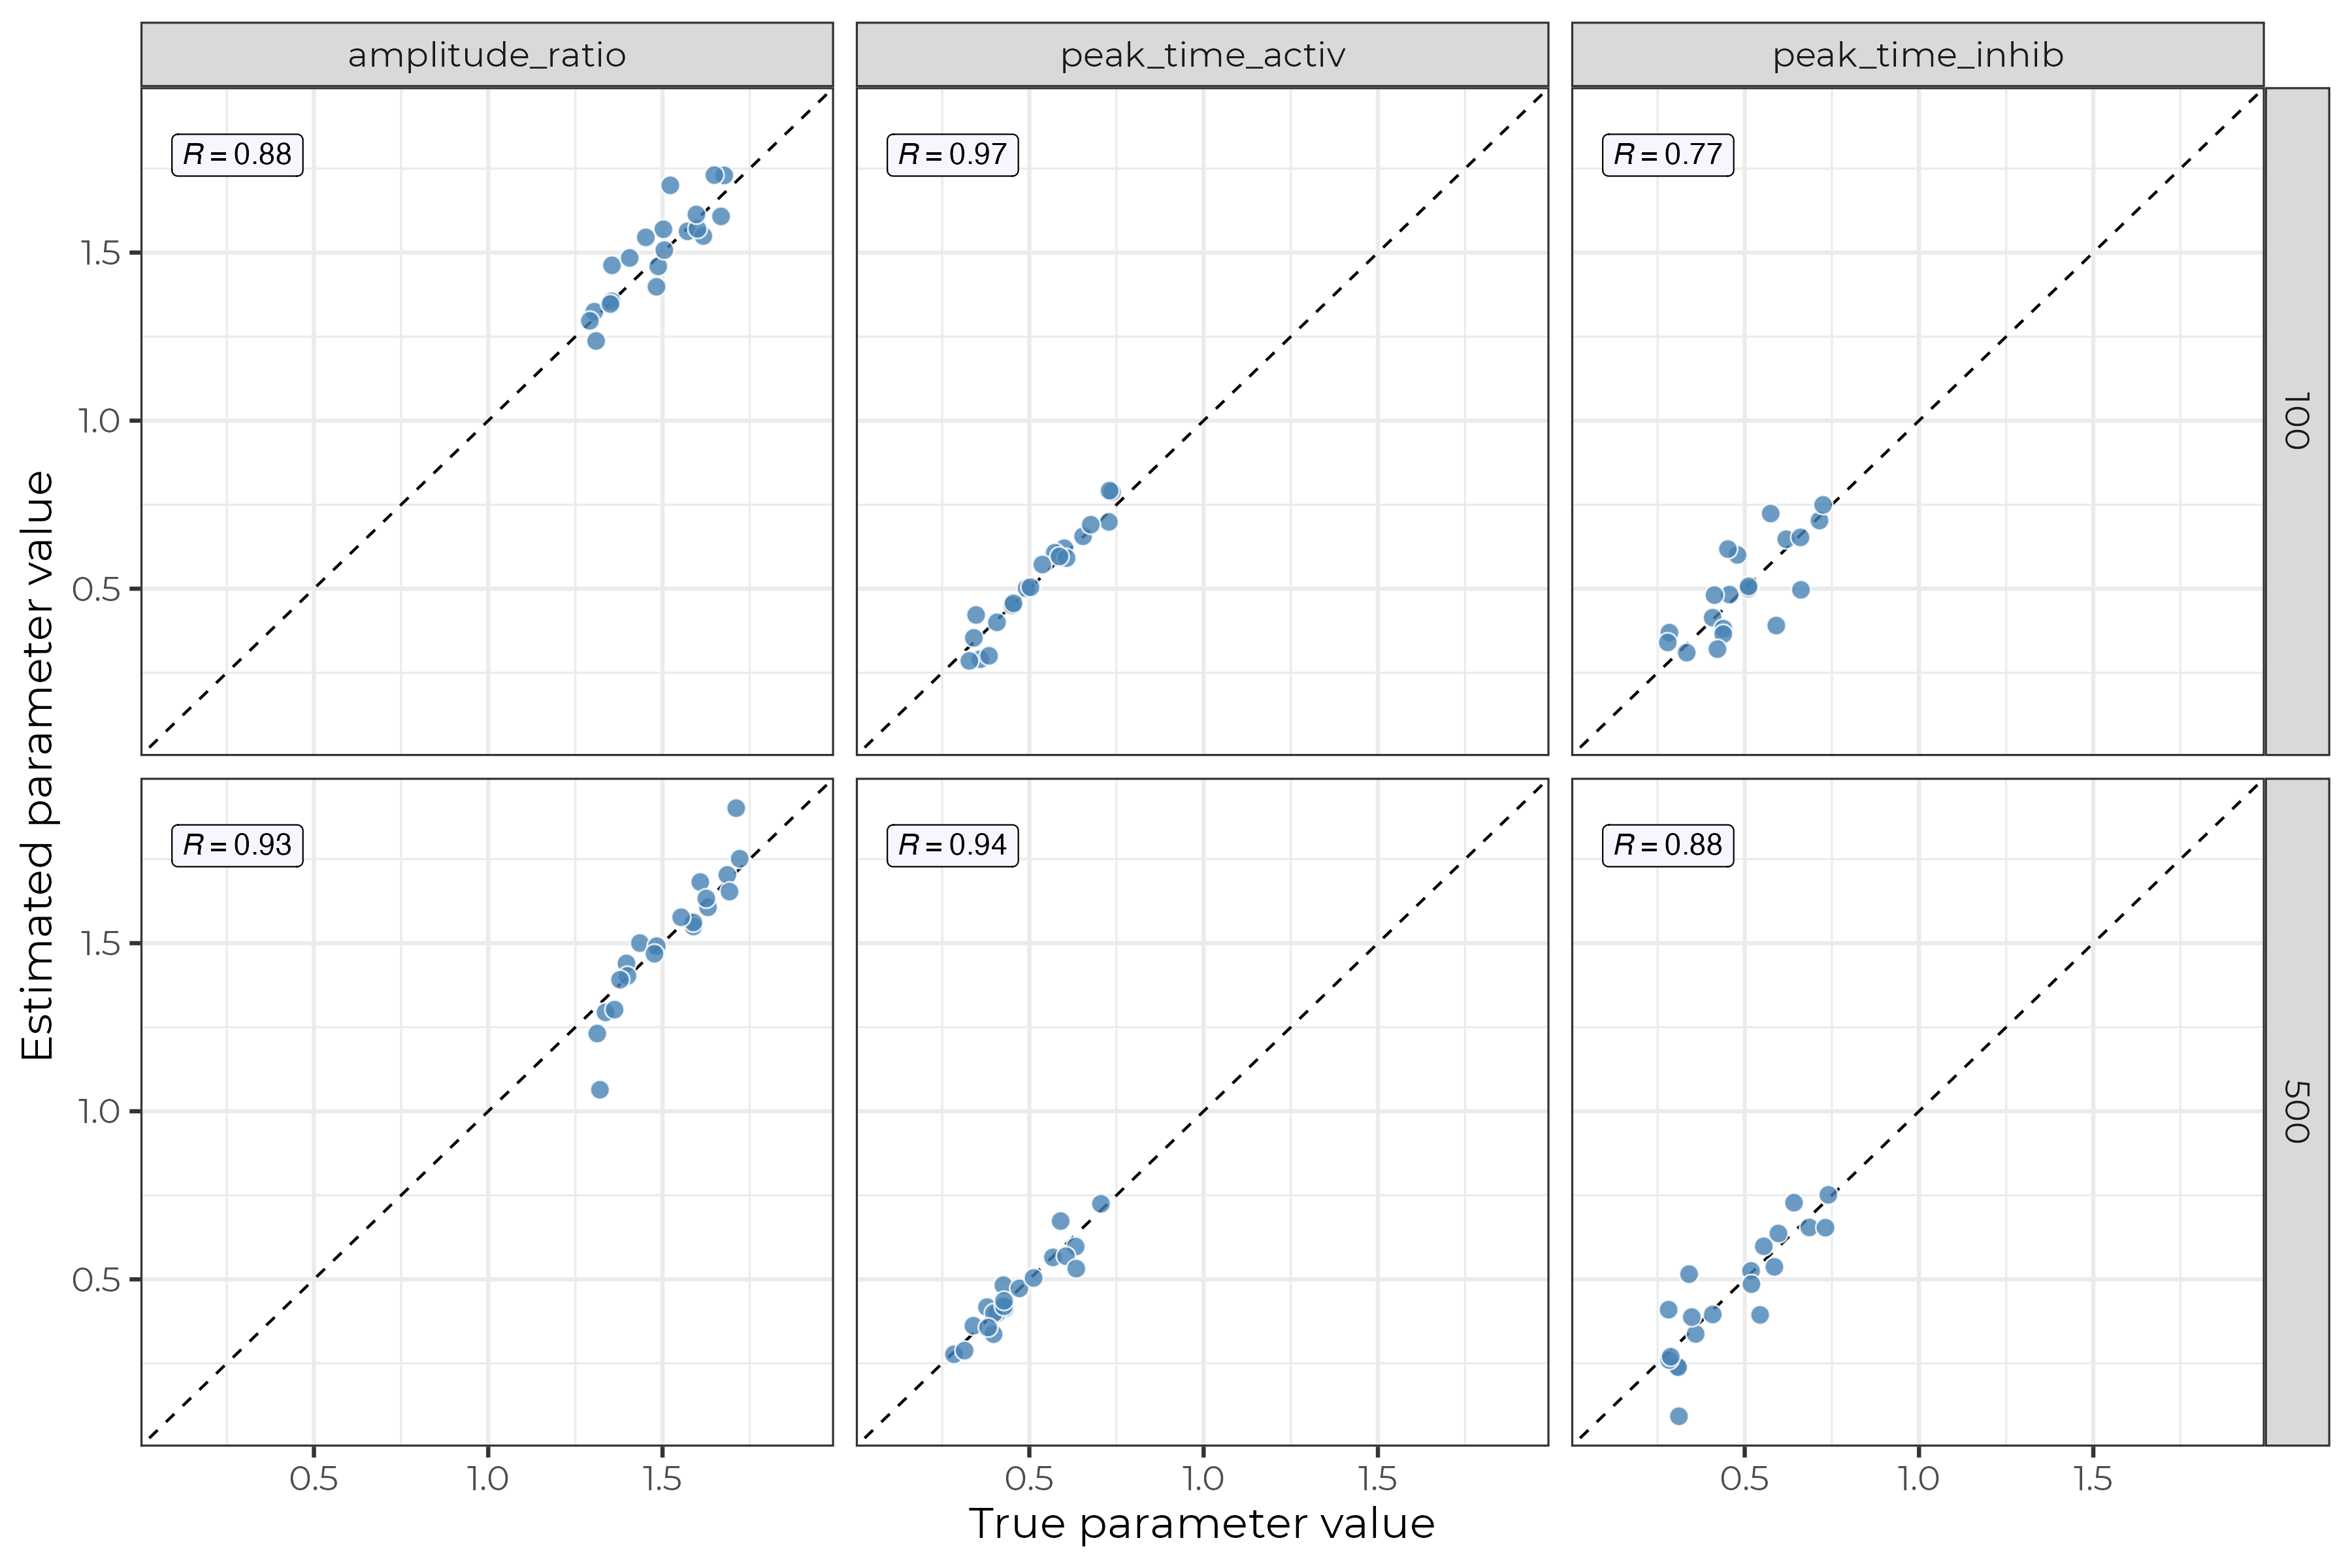 amplitude_ratio
peak_time_activ
peak_time_inhib
R = 0.88
R = 0.97
R = 0.77
100
1.5
1.0
0.5
Estimated parameter value
R = 0.93
R = 0.94
R = 0.88
500
1.5
1.0
0.5
0.5 1.0 1.5
0.5 1.0 1.5
0.5 1.0 1.5
True parameter value